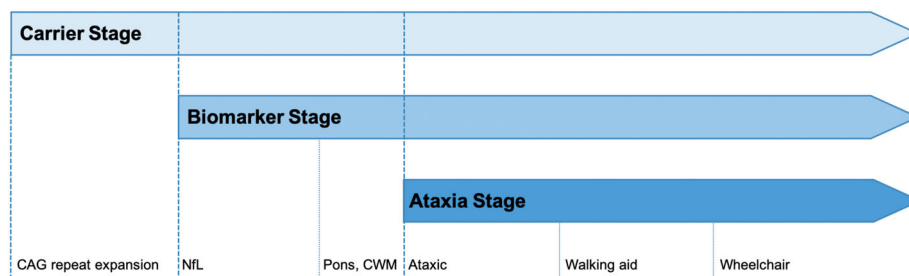 Carrier Stage
Biomarker Stage
Ataxia Stage
CAG repeat expansion
NfL
Pons, CWM
Ataxic
Walking aid
Wheelchair